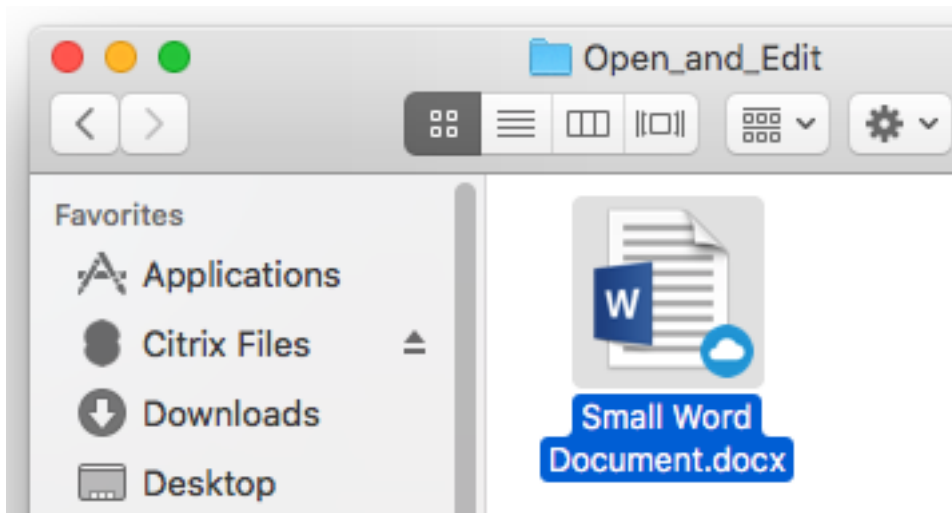 Open_and_Edit
Favorites
Applications
Citrix Files
Downloads
Desktop
W
Small Word
Document.docx